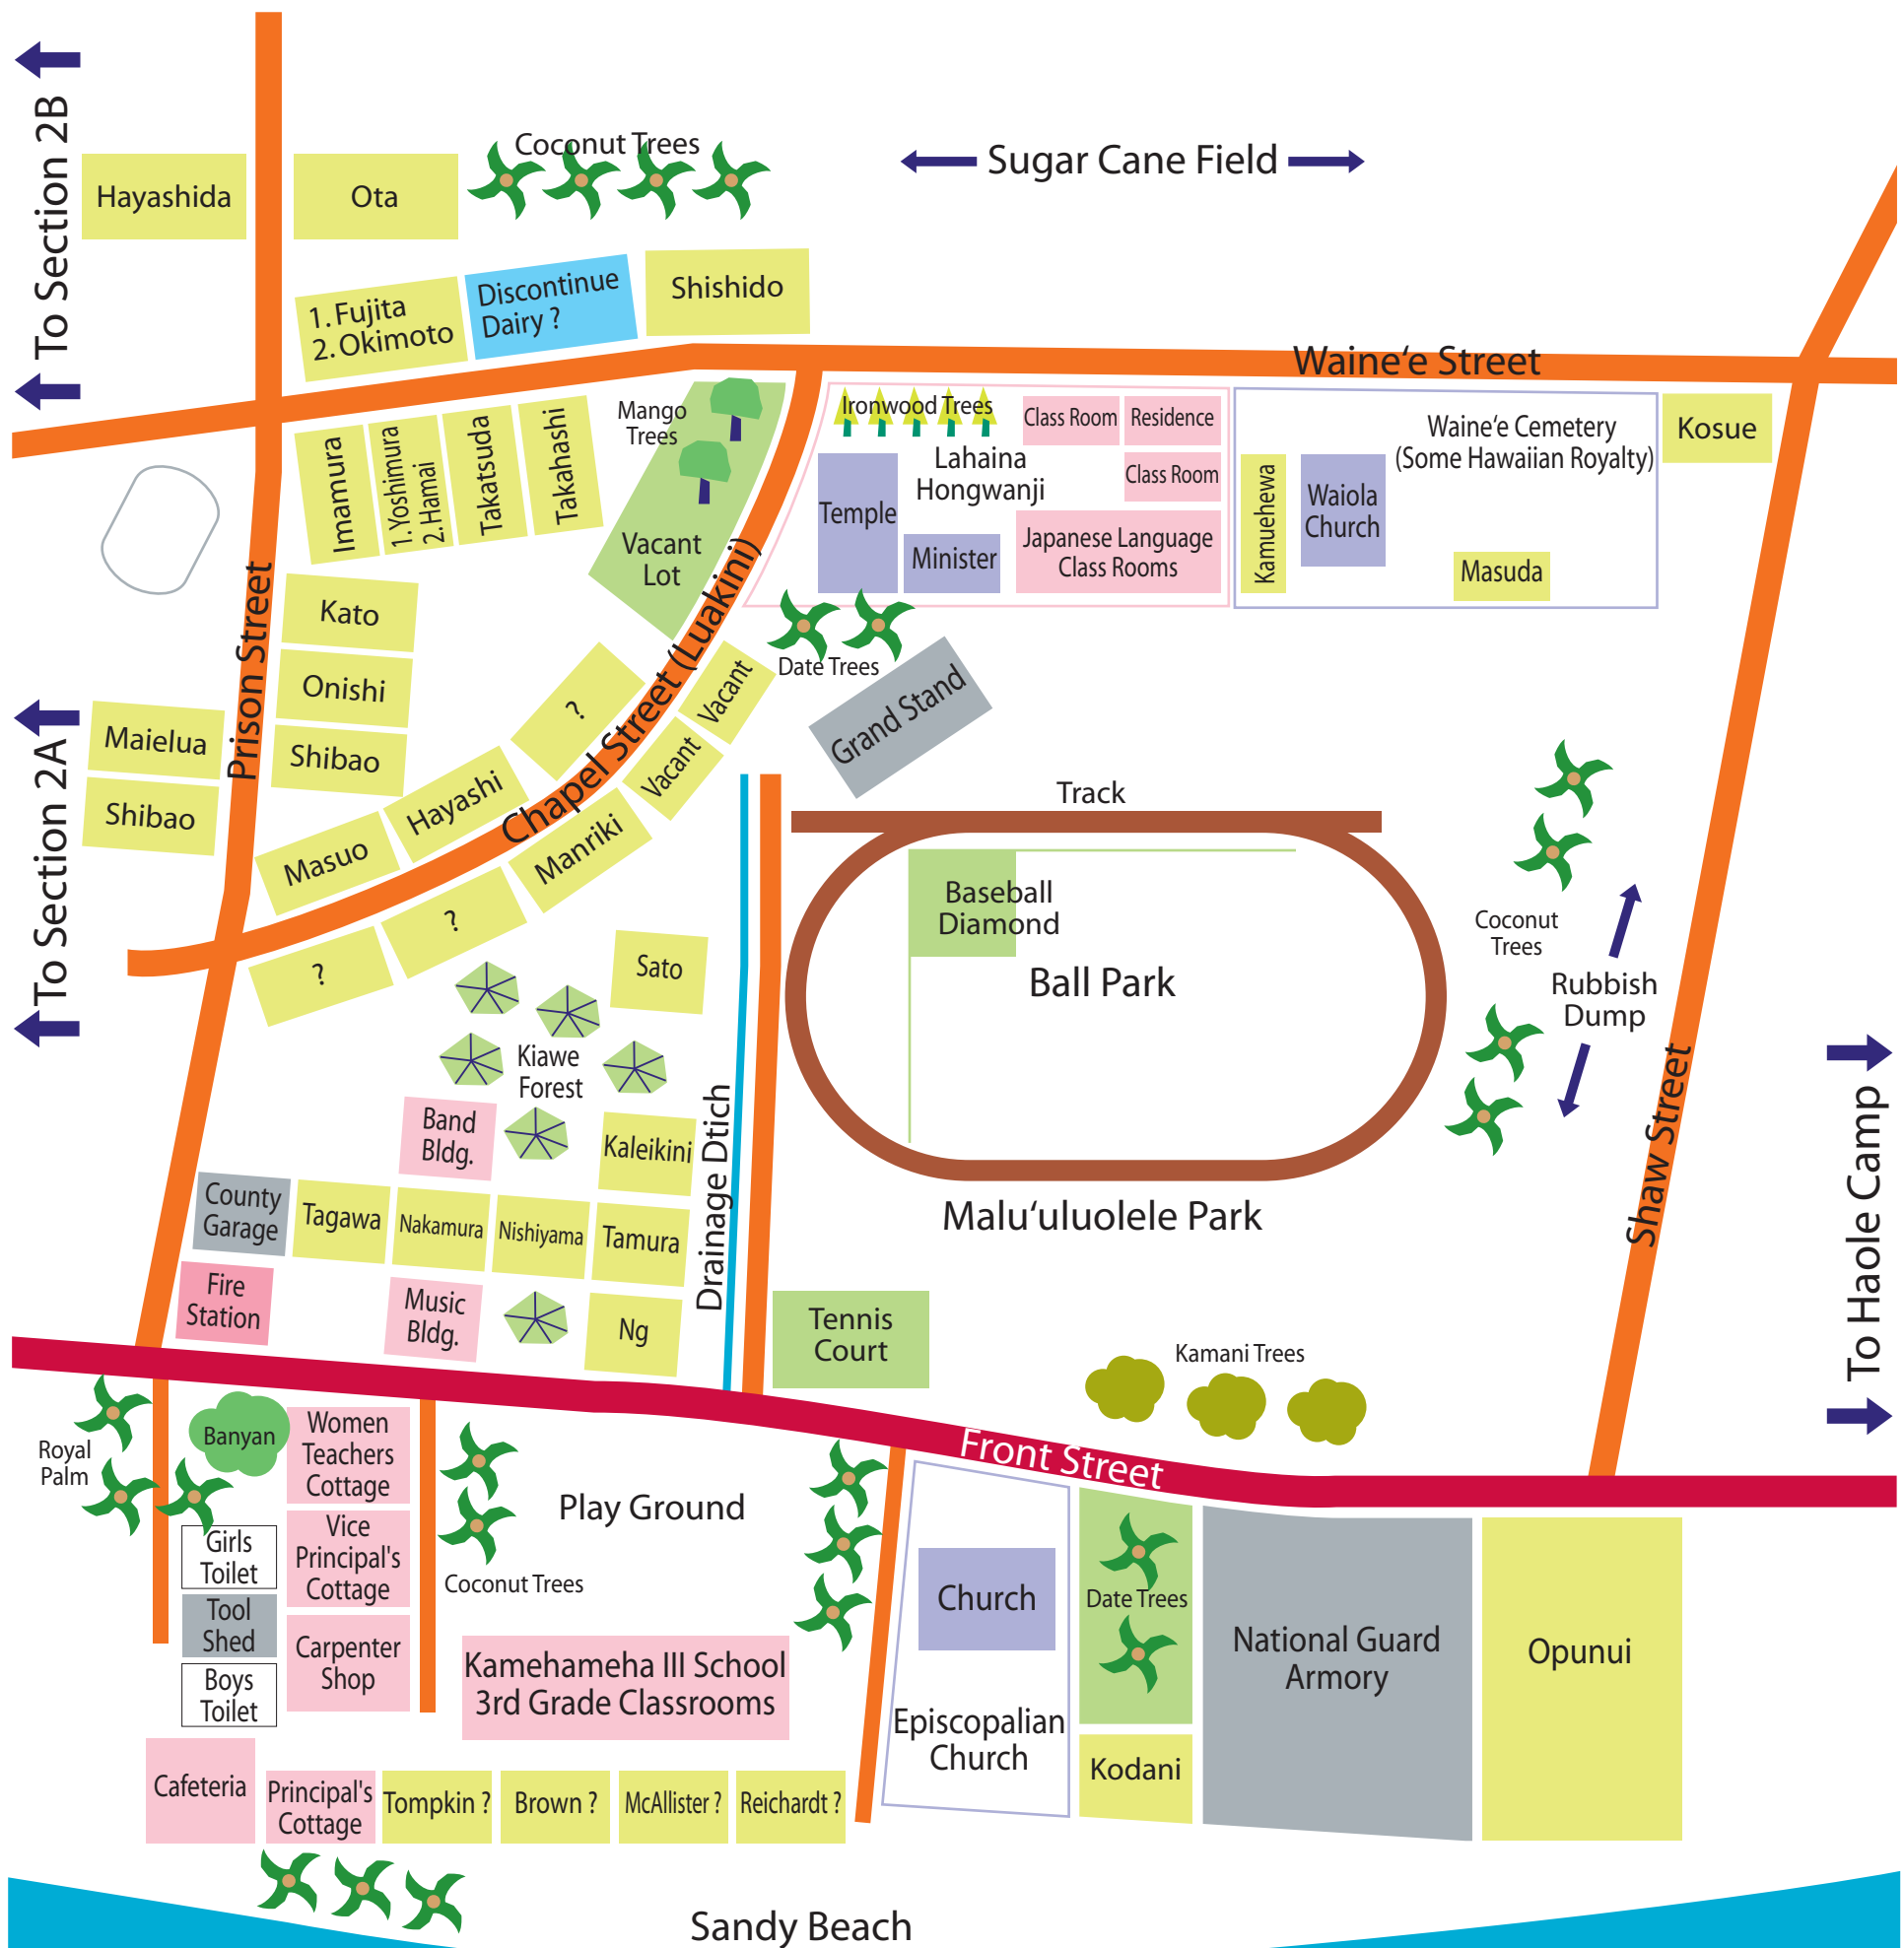 To Section 2B
Hayashida
Ota
Coconut Trees
Sugar Cane Field
1. Fujita
2. Okimoto
Discontinue
Dairy ?
Shishido
Waine‘e Street
Imamura
1. Yoshimura
2. Hamai
Takatsuda
Takahashi
Mango
Trees
Vacant
Lot
Ironwood Trees
Class Room
Residence
Lahaina
Hongwanji
Class Room
Temple
Minister
Japanese Language
Class Rooms
Kamuehewa
Waiola
Church
Waine‘e Cemetery
(Some Hawaiian Royalty)
Masuda
Kosue
Prison Street
Kato
Onishi
Shibao
Maielua
Shibao
To Section 2A
Chapel Street (Luakini)
?
Hayashi
Masuo
Vacant
Vacant
Manriki
?
?
Date Trees
Grand Stand
Track
Baseball
Diamond
Ball Park
Malu‘uluolele Park
Coconut
Trees
Rubbish
Dump
Shaw Street
To Haole Camp
Sato
Kiawe
Forest
Band
Bldg.
Kaleikini
Drainage Dtich
County
Garage
Tagawa
Nakamura
Nishiyama
Tamura
Fire
Station
Music
Bldg.
Ng
Tennis
Court
Kamani Trees
Front Street
Royal
Palm
Banyan
Women
Teachers
Cottage
Girls
Toilet
Vice
Principal's
Cottage
Tool
Shed
Carpenter
Shop
Boys
Toilet
Play Ground
Coconut Trees
Kamehameha III School
3rd Grade Classrooms
Cafeteria
Principal's
Cottage
Tompkin ?
Brown ?
McAllister ?
Reichardt ?
Church
Episcopalian
Church
Date Trees
Kodani
National Guard
Armory
Opunui
Sandy Beach